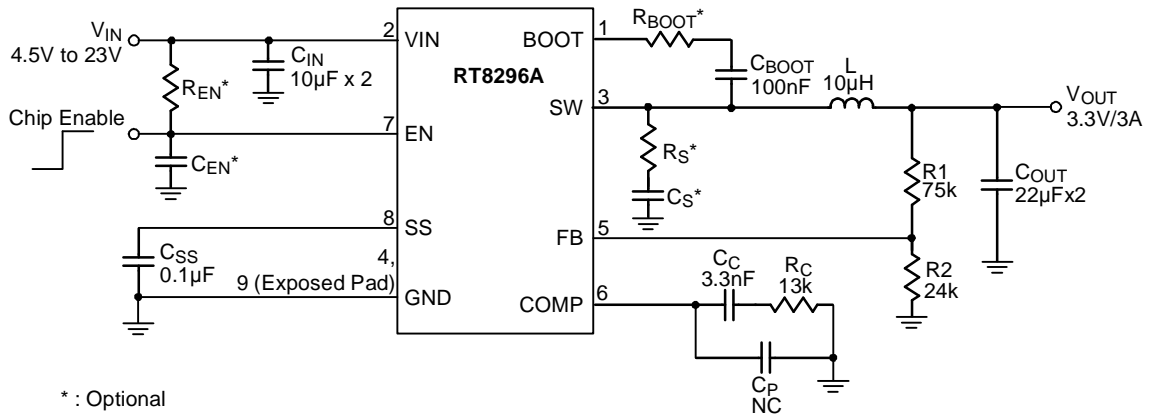 VIN
4.5V to 23V
REN*
CIN
10µF x 2
Chip Enable
CEN*
CSS
0.1µF
4,
9 (Exposed Pad)
2
VIN
7
EN
8
SS
GND
RT8296A
BOOT
1
SW
3
FB
5
COMP
6
RBOOT*
CBOOT
100nF
L
10µH
RS*
CS*
VOUT
3.3V/3A
R1
75k
COUT
22µFx2
R2
24k
CC
3.3nF
RC
13k
CP
NC
* : Optional